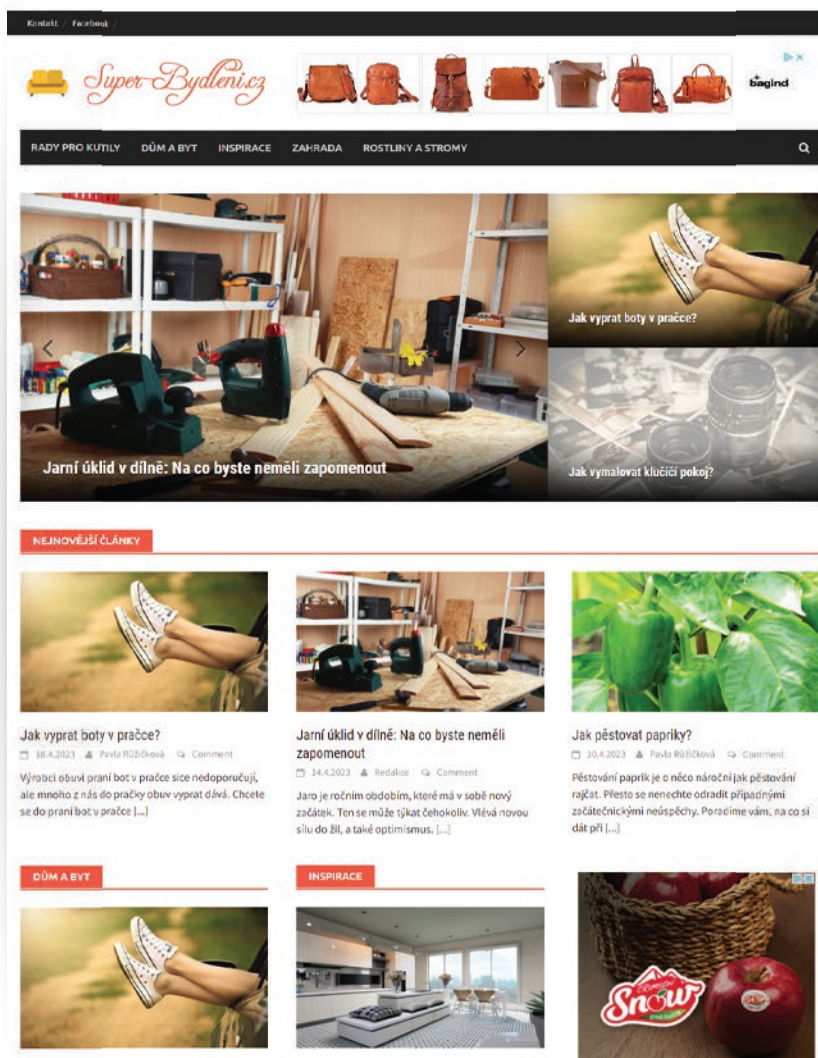 Kontakt / Facebook /
Super-Bydleni.cz
bagind
RADY PRO KUTILY DŮM A BYT INSPIRACE ZAHRADA ROSTLINY A STROMY
Jak vyprat boty v pračce?
Jarní úklid v dílně: Na co byste neměli zapomenout
Jak vymalovat klučičí pokoj?
NEJNOVĚJŠÍ ČLÁNKY
Jak vyprat boty v pračce?
18.4.2023 Pavla Růžičková Comment
Výrobci obuvi praní bot v pračce sice nedoporučují,
ale mnoho z nás do pračky obuv vyprat dává. Chcete
se do praní bot v pračce [...]
Jarní úklid v dílně: Na co byste neměli
zapomenout
14.4.2023 Redakce Comment
Jaro je ročním obdobím, které má v sobě nový
začátek. Ten se může týkat čehokoliv. Vlévá novou
sílu do žil, a také optimismus. [...]
Jak pěstovat papriky?
10.4.2023 Pavla Růžičková Comment
Pěstování paprik je o něco náročníjak pěstování
rajčat. Přesto se nenechte odradit případnými
začátečnickými neúspěchy. Poradíme vám, na co si
dát při [...]
DŮM A BYT
INSPIRACE
CRIMSON
Snow